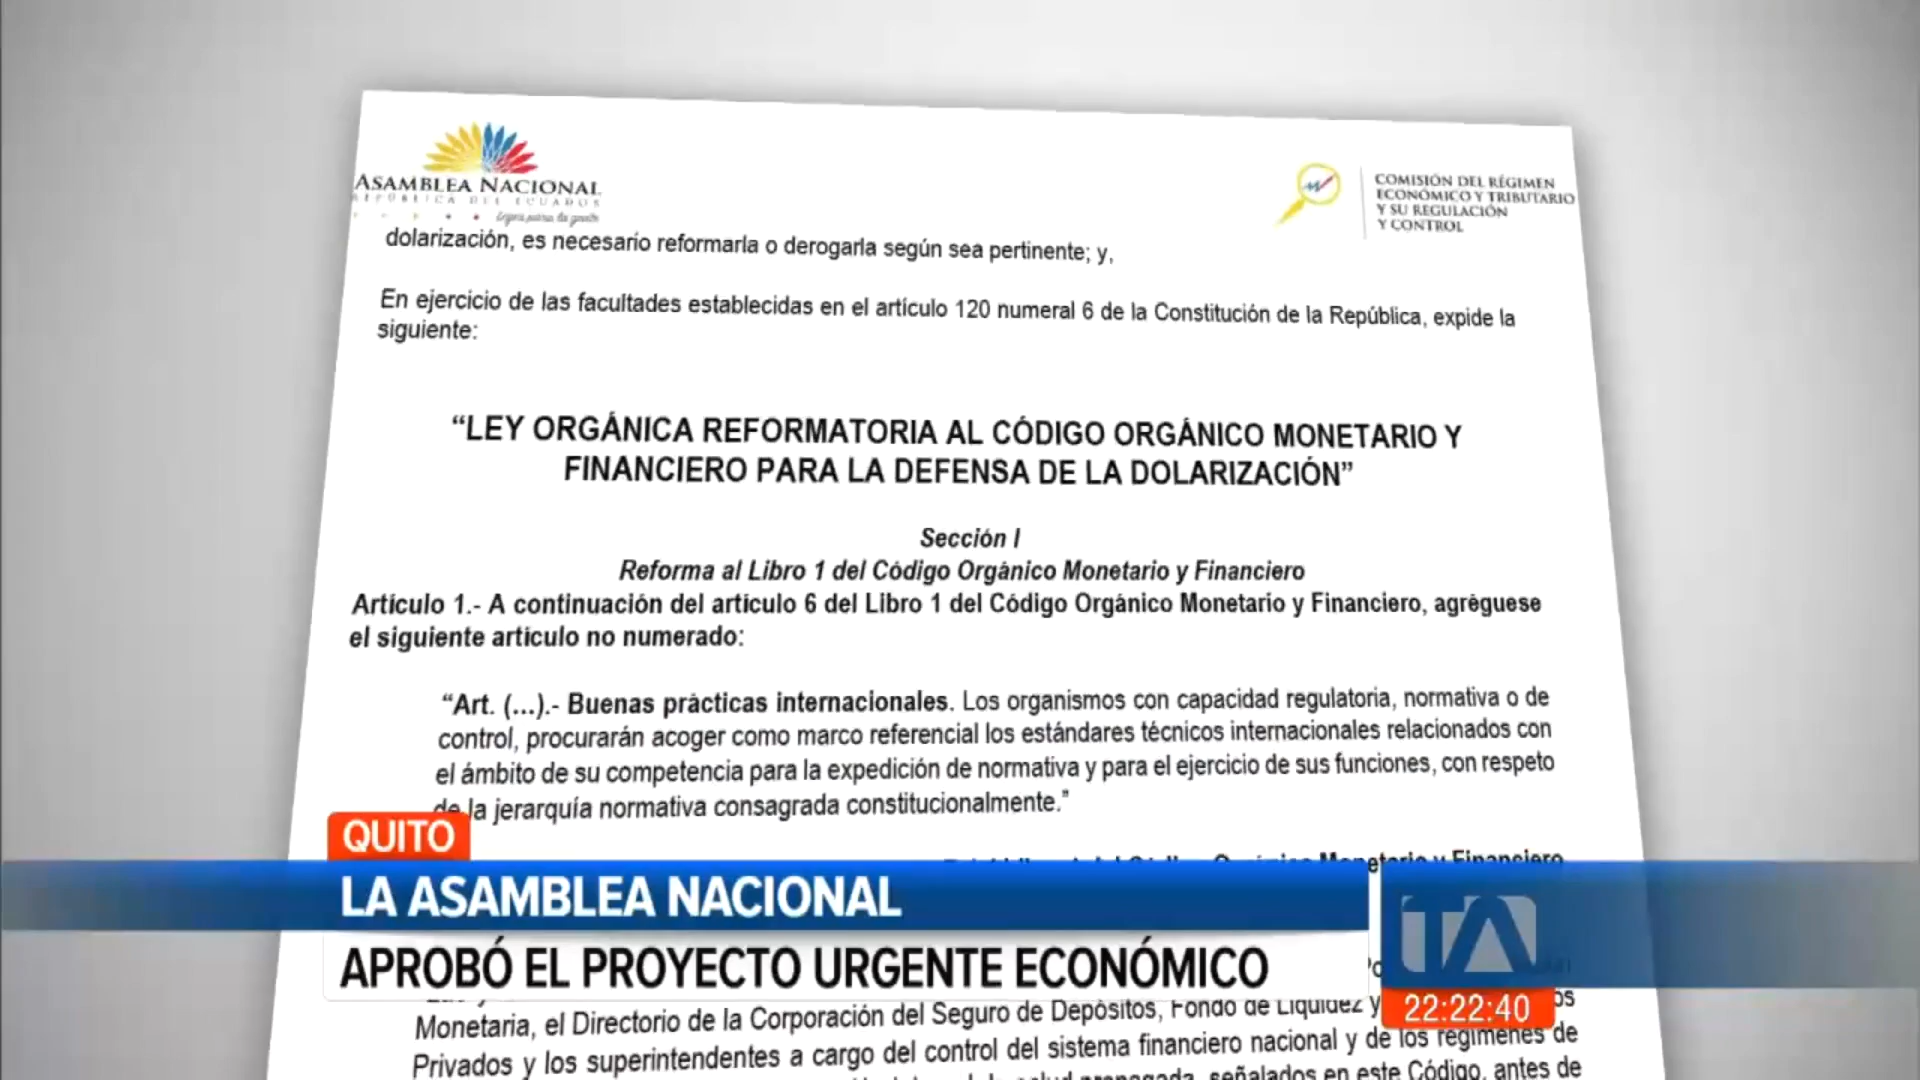 ASAMBLEA NACIONAL
REPÚBLICA DEL ECUADOR
COMISIÓN DEL RÉGIMEN
ECONÓMICO Y TRIBUTARIO
Y SU REGULACIÓN
Y CONTROL
dolarización, es necesario reformarla o derogarla según sea pertinente; y,
En ejercicio de las facultades establecidas en el artículo 120 numeral 6 de la Constitución de la República, expide la
siguiente:
“LEY ORGÁNICA REFORMATORIA AL CÓDIGO ORGÁNICO MONETARIO Y
FINANCIERO PARA LA DEFENSA DE LA DOLARIZACIÓN”
Sección I
Reforma al Libro 1 del Código Orgánico Monetario y Financiero
Artículo 1.- A continuación del artículo 6 del Libro 1 del Código Orgánico Monetario y Financiero, agréguese
el siguiente artículo no numerado:
“Art. (...).- Buenas prácticas internacionales. Los organismos con capacidad regulatoria, normativa o de
control, procurarán acoger como marco referencial los estándares técnicos internacionales relacionados con
el ámbito de su competencia para la expedición de normativa y para el ejercicio de sus funciones, con respeto
de la jerarquía normativa consagrada constitucionalmente.”
QUITO
Monetario y Financiero
LA ASAMBLEA NACIONAL
TA
APROBÓ EL PROYECTO URGENTE ECONÓMICO
22:22:40
Monetaria, el Directorio de la Corporación del Seguro de Depósitos, Fondo de Liquidez y
Privados y los superintendentes a cargo del control del sistema financiero nacional y de los regímenes de
señalados en este Código, antes de